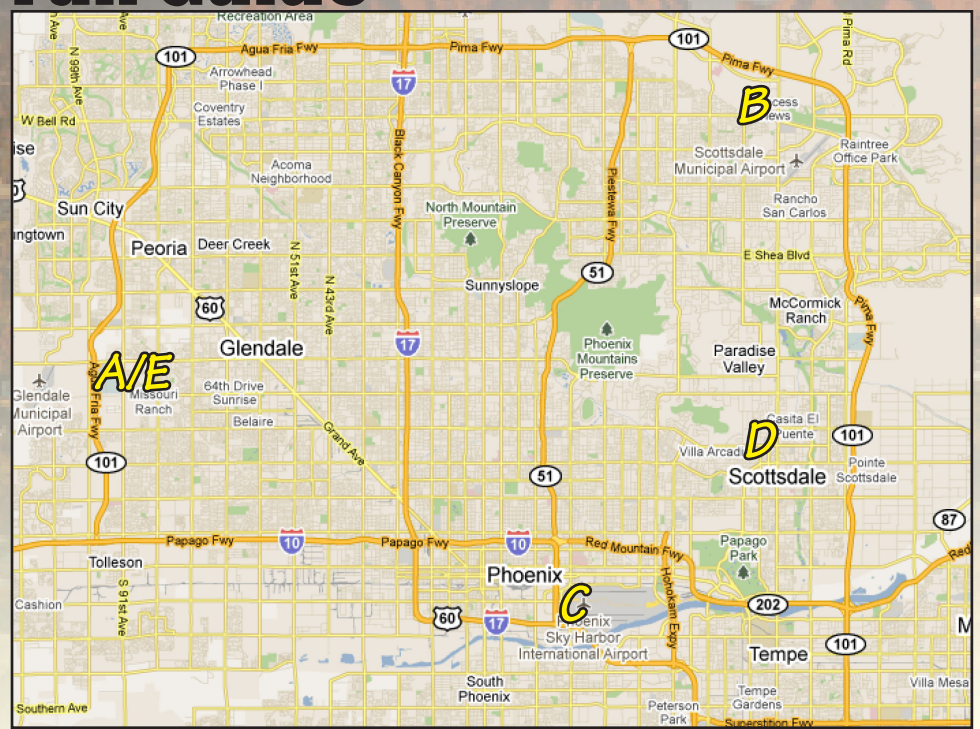 Recreation Area
101
Agua Fria Fwy
Pima Fwy
101
Pima Fwy
Pima Rd
N 99th Ave
Ave
Arrowhead
Phase I
17
B
W Bell Rd
Coventry
Estates
Black Canyon Fwy
Scottsdale
Municipal Airport
Raintree
Office Park
Acoma
Neighborhood
Piestewa Fwy
Rancho
San Carlos
Sun City
North Mountain
Preserve
Peoria
Deer Creek
N 51st Ave
E Shea Blvd
51
Sunnyslope
N 43rd Ave
60
McCormick
Ranch
Pima Fwy
Glendale
17
Phoenix
Mountains
Preserve
Paradise
Valley
A/E
Missouri
Ranch
64th Drive
Sunrise
Glendale
Municipal
Airport
Belaire
Grand Ave
D
Casita El
Puente
101
Villa Arcad
Scottsdale
Pointe
Scottsdale
101
51
87
Papago Fwy
10
Papago Fwy
10
Red Mountain Fwy
Papago
Park
Tolleson
Phoenix
Hohokam Expy
C
202
Cashion
S 91st Ave
60
17
Phoenix
Sky Harbor
International Airport
101
Tempe
South
Phoenix
Villa Mesa
Tempe
Gardens
Southern Ave
Peterson
Park
Superstition Fwy